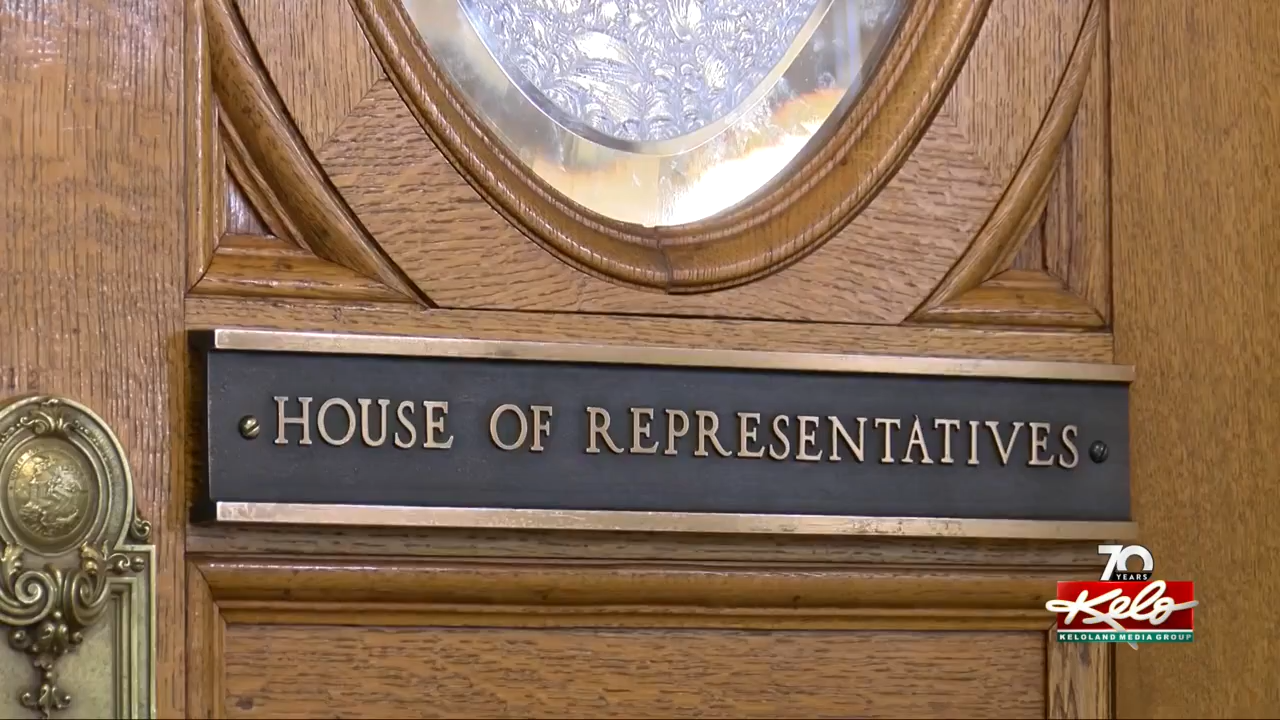 HOUSE OF REPRESENTATIVES
70
YEARS
Kelo
KELOLAND MEDIA GROUP